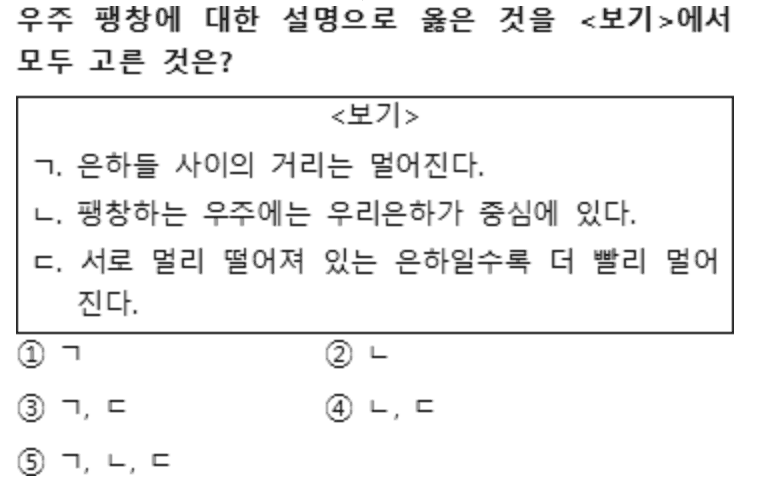 우주 팽창에 대한 설명으로 옳은 것을 <보기>에서
모두 고른 것은?
<보기>
ㄱ. 은하들 사이의 거리는 멀어진다.
ㄴ. 팽창하는 우주에는 우리은하가 중심에 있다.
ㄷ. 서로 멀리 떨어져 있는 은하일수록 더 빨리 멀어
진다.
① ㄱ ② ㄴ
③ ㄱ, ㄷ ④ ㄴ, ㄷ
⑤ ㄱ, ㄴ, ㄷ